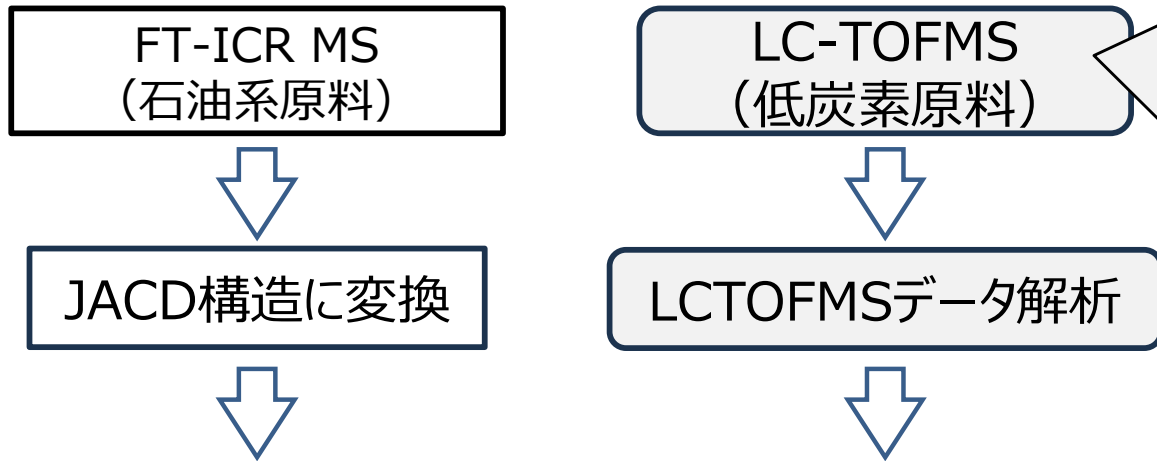 FT-ICR MS
（石油系原料）
LC-TOFMS
（低炭素原料）
JACD構造に変換
LCTOFMSデータ解析